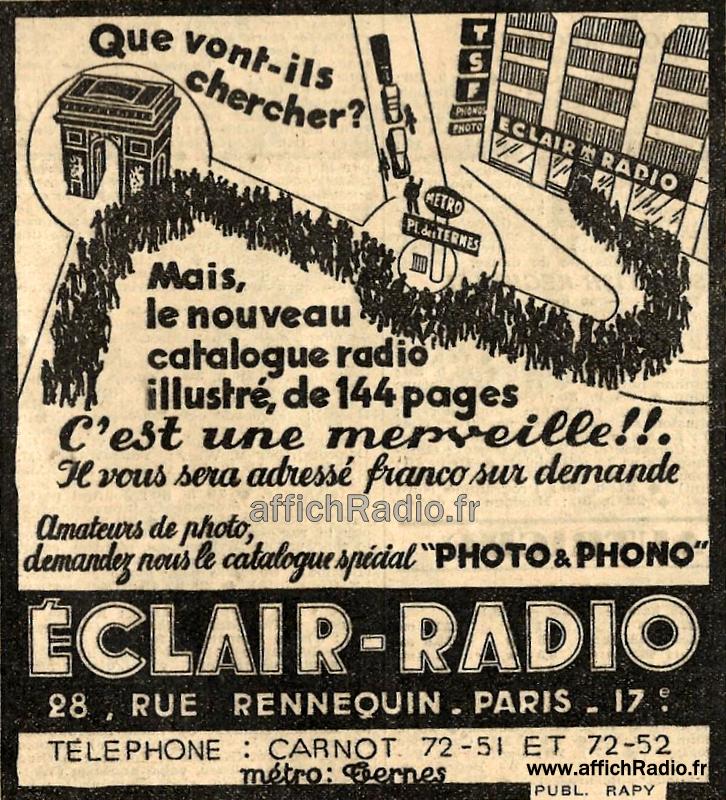 Que vont-ils
chercher?
T
S
F
PHONOS
PHOTO
ECLAIR RADIO
METRO
Pl. des TERNES
Mais,
le nouveau
catalogue radio
illustré, de 144 pages
C'est une merveille!!.
Il vous sera adressé franco sur demande
affichRadio.fr
Amateurs de photo,
demandez nous le catalogue spécial "PHOTO & PHONO"
ÉCLAIR-RADIO
28, RUE RENNEQUIN - PARIS - 17e.
TÉLÉPHONE : CARNOT 72-51 ET 72-52
métro: Ternes
www.affichRadio.fr
PUBL. RAPY